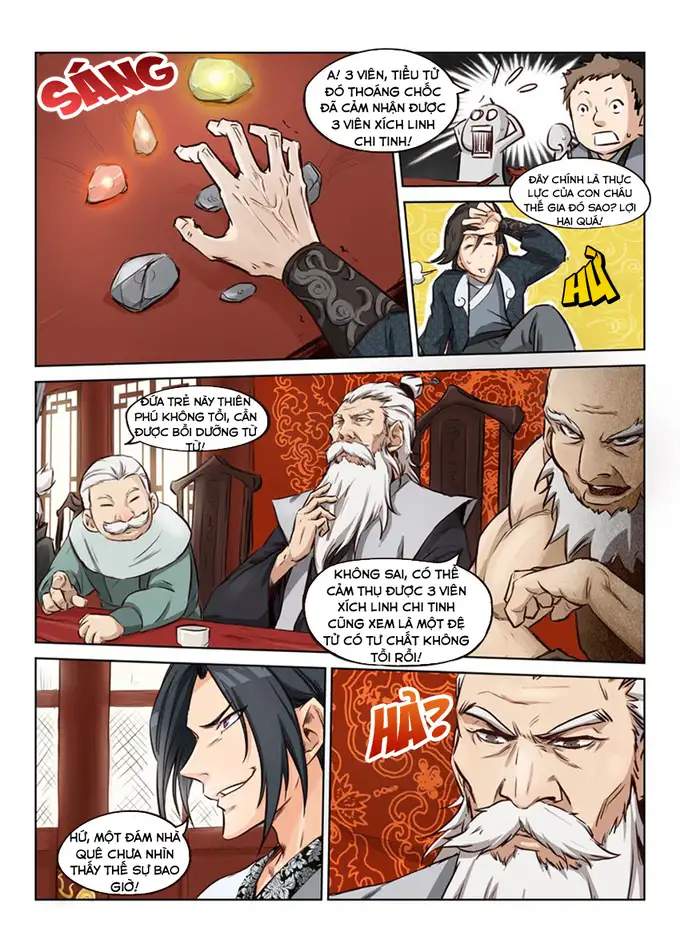 SÁNG
A! 3 VIÊN, TIỂU TỬ
ĐÓ THOÁNG CHỐC
ĐÃ CẢM NHẬN ĐƯỢC
3 VIÊN XÍCH LINH
CHI TINH!
ĐÂY CHÍNH LÀ THỰC
LỰC CỦA CON CHÁU
THẾ GIA ĐÓ SAO? LỢI
HẠI QUÁ!
HÙ
ĐỨA TRẺ NÀY THIÊN
PHÚ KHÔNG TỒI, CẦN
ĐƯỢC BỒI DƯỠNG TỪ
TỪ!
KHÔNG SAI, CÓ THỂ
CẢM THỤ ĐƯỢC 3 VIÊN
XÍCH LINH CHI TINH
CŨNG XEM LÀ MỘT ĐỆ
TỬ CÓ TƯ CHẤT KHÔNG
TỒI RỒI!
HẢ?
HỨ, MỘT ĐÁM NHÀ
QUÊ CHƯA NHÌN
THẤY THẾ SỰ BAO
GIỜ!